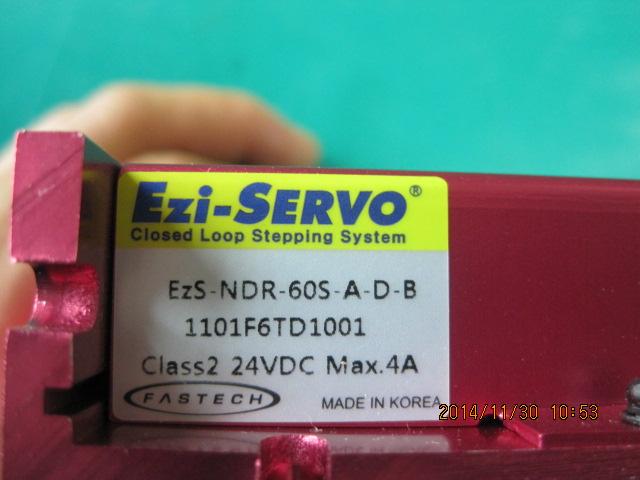 Ezi-SERVO®
Closed Loop Stepping System
EzS-NDR-60S-A-D-B
1101F6TD1001
Class2 24VDC Max.4A
FASTECH MADE IN KOREA
2014/11/30 10:53